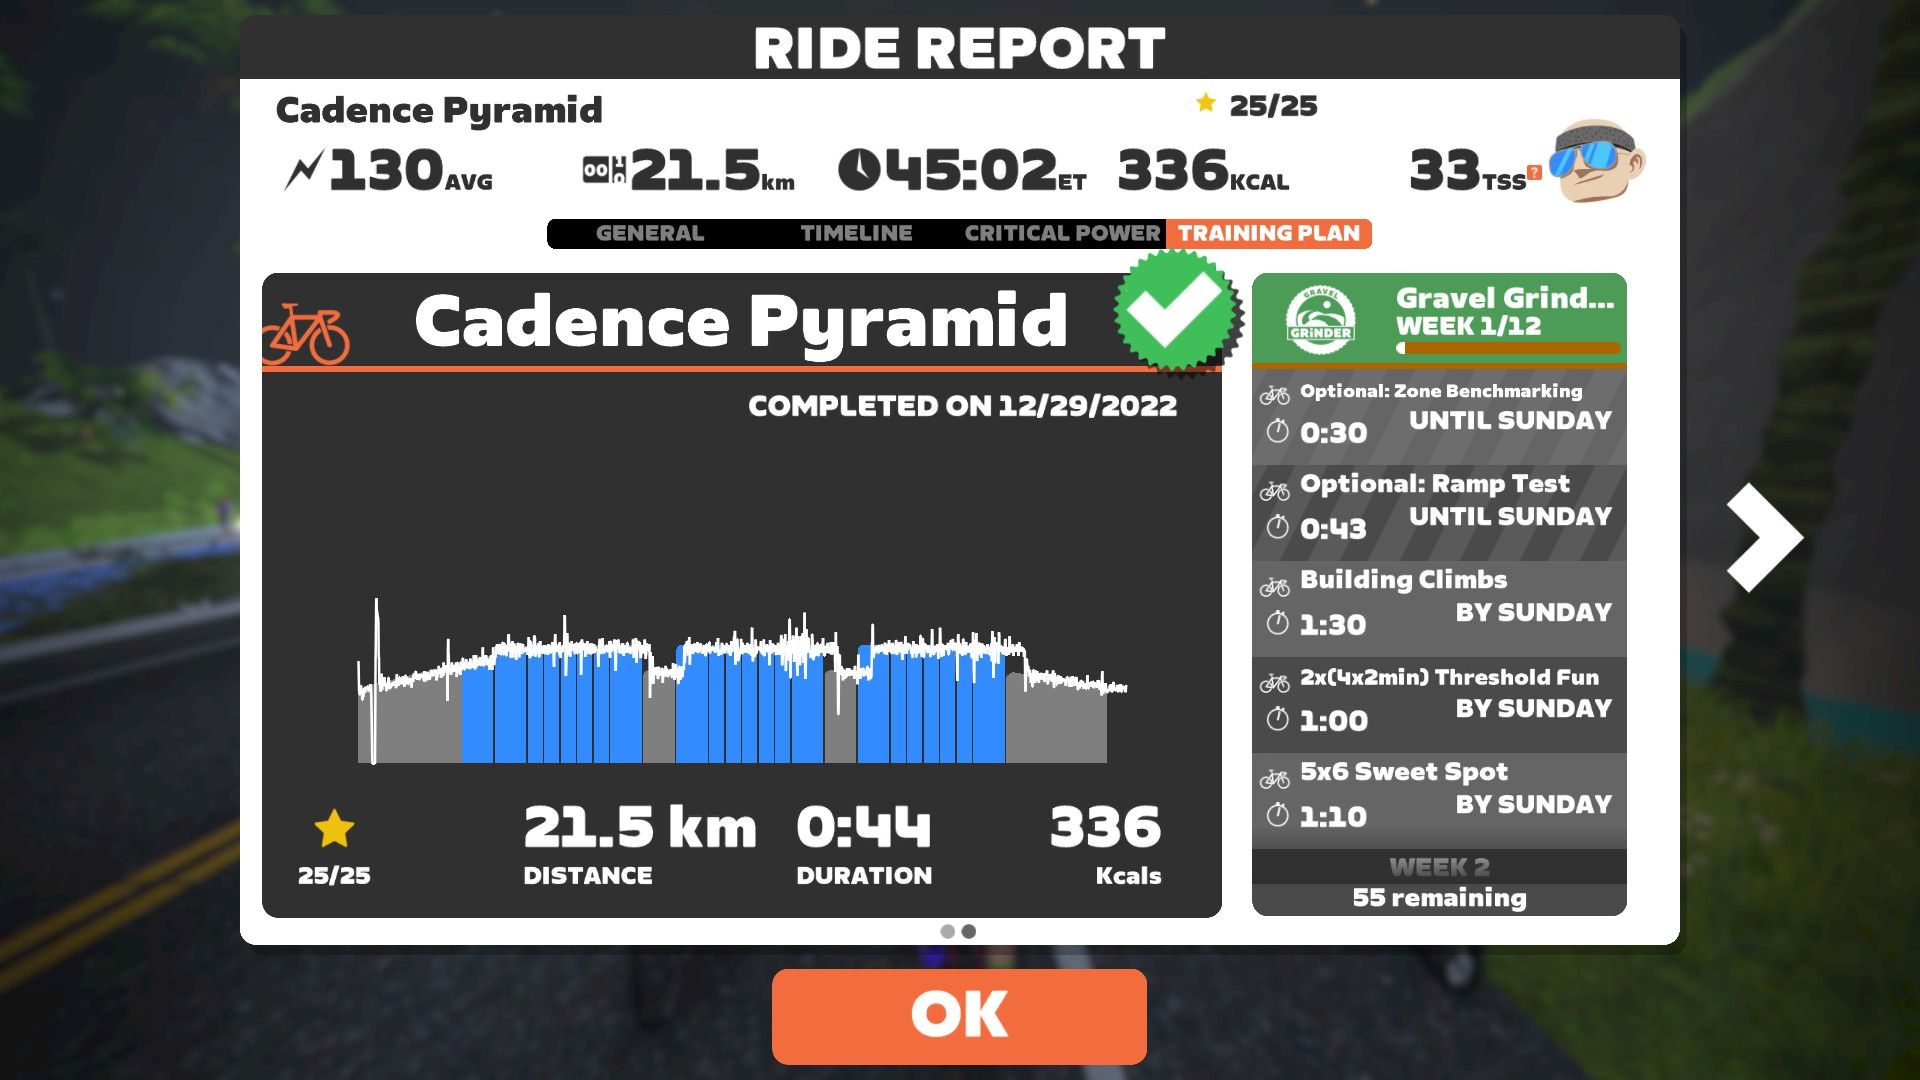 RIDE REPORT
Cadence Pyramid
25/25
130AVG
21.5km
45:02ET
336KCAL
33TSS?
GENERAL
TIMELINE
CRITICAL POWER
TRAINING PLAN
Cadence Pyramid
COMPLETED ON 12/29/2022
25/25
21.5 km
DISTANCE
0:44
DURATION
336
Kcals
GRAVEL
GRiNDER
Gravel Grind...
WEEK 1/12
Optional: Zone Benchmarking
UNTIL SUNDAY
0:30
Optional: Ramp Test
UNTIL SUNDAY
0:43
Building Climbs
BY SUNDAY
1:30
2x(4x2min) Threshold Fun
BY SUNDAY
1:00
5x6 Sweet Spot
BY SUNDAY
1:10
WEEK 2
55 remaining
OK